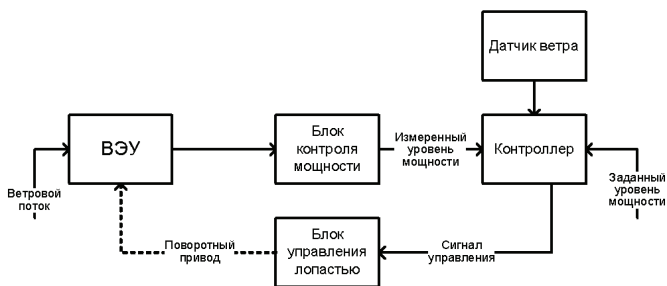 Датчик ветра
ВЭУ
Блок
контроля
мощности
Измеренный
уровень
мощности
Контроллер
Ветровой
поток
Заданный
уровень
мощности
Поворотный
привод
Блок
управления
лопастью
Сигнал
управления